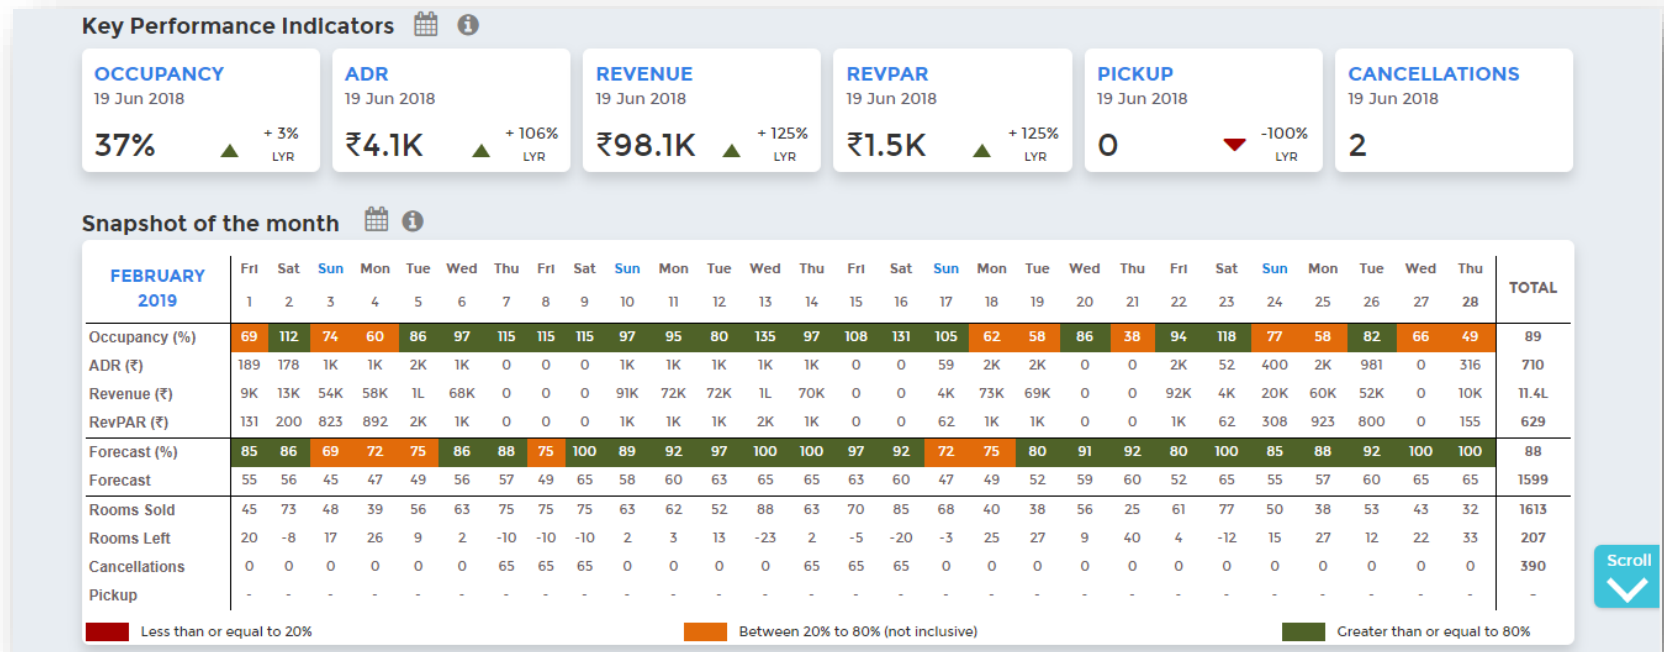 Key Performance Indicators
OCCUPANCY ADR REVENUE REVPAR PICKUP CANCELLATIONS
19 Jun 2018 19 Jun 2018 19 Jun 2018 19 Jun 2018 19 Jun 2018 19 Jun 2018
37% + 3% LYR ₹4.1K + 106% LYR ₹98.1K + 125% LYR ₹1.5K + 125% LYR 0 -100% LYR 2
Snapshot of the month
FEBRUARY 2019 Fri Sat Sun Mon Tue Wed Thu Fri Sat Sun Mon Tue Wed Thu Fri Sat Sun Mon Tue Wed Thu Fri Sat Sun Mon Tue Wed Thu TOTAL
1 2 3 4 5 6 7 8 9 10 11 12 13 14 15 16 17 18 19 20 21 22 23 24 25 26 27 28
Occupancy (%) 69 112 74 60 86 97 115 115 115 97 95 80 135 97 108 131 105 62 58 86 38 94 118 77 58 82 66 49 89
ADR (₹) 189 178 1K 1K 2K 1K 0 0 0 1K 1K 1K 1K 1K 0 0 59 2K 2K 0 0 2K 52 400 2K 981 0 316 710
Revenue (₹) 9K 13K 54K 58K 1L 68K 0 0 0 91K 72K 72K 1L 70K 0 0 4K 73K 69K 0 0 92K 4K 20K 60K 52K 0 10K 11.4L
RevPAR (₹) 131 200 823 892 2K 1K 0 0 0 1K 1K 1K 2K 1K 0 0 62 1K 1K 0 0 1K 62 308 923 800 0 155 629
Forecast (%) 85 86 69 72 75 86 88 75 100 89 92 97 100 100 97 92 72 75 80 91 92 80 100 85 88 92 100 100 88
Forecast 55 56 45 47 49 56 57 49 65 58 60 63 65 65 63 60 47 49 52 59 60 52 65 55 57 60 65 65 1599
Rooms Sold 45 73 48 39 56 63 75 75 75 63 62 52 88 63 70 85 68 40 38 56 25 61 77 50 38 53 43 32 1613
Rooms Left 20 -8 17 26 9 2 -10 -10 -10 2 3 13 -23 2 -5 -20 -3 25 27 9 40 4 -12 15 27 12 22 33 207
Cancellations 0 0 0 0 0 0 65 65 65 0 0 0 0 65 65 65 0 0 0 0 0 0 0 0 0 0 0 0 390
Pickup - - - - - - - - - - - - - - - - - - - - - - - - - - - - -
Less than or equal to 20% Between 20% to 80% (not inclusive) Greater than or equal to 80%
Scroll